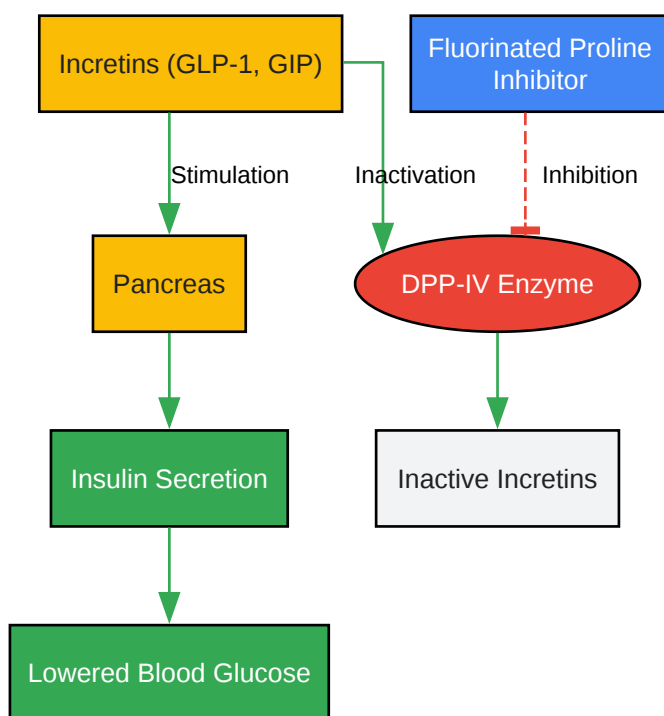 Incretins (GLP-1, GIP)
Fluorinated Proline
Inhibitor
Stimulation
Inactivation
Inhibition
Pancreas
DPP-IV Enzyme
Insulin Secretion
Inactive Incretins
Lowered Blood Glucose